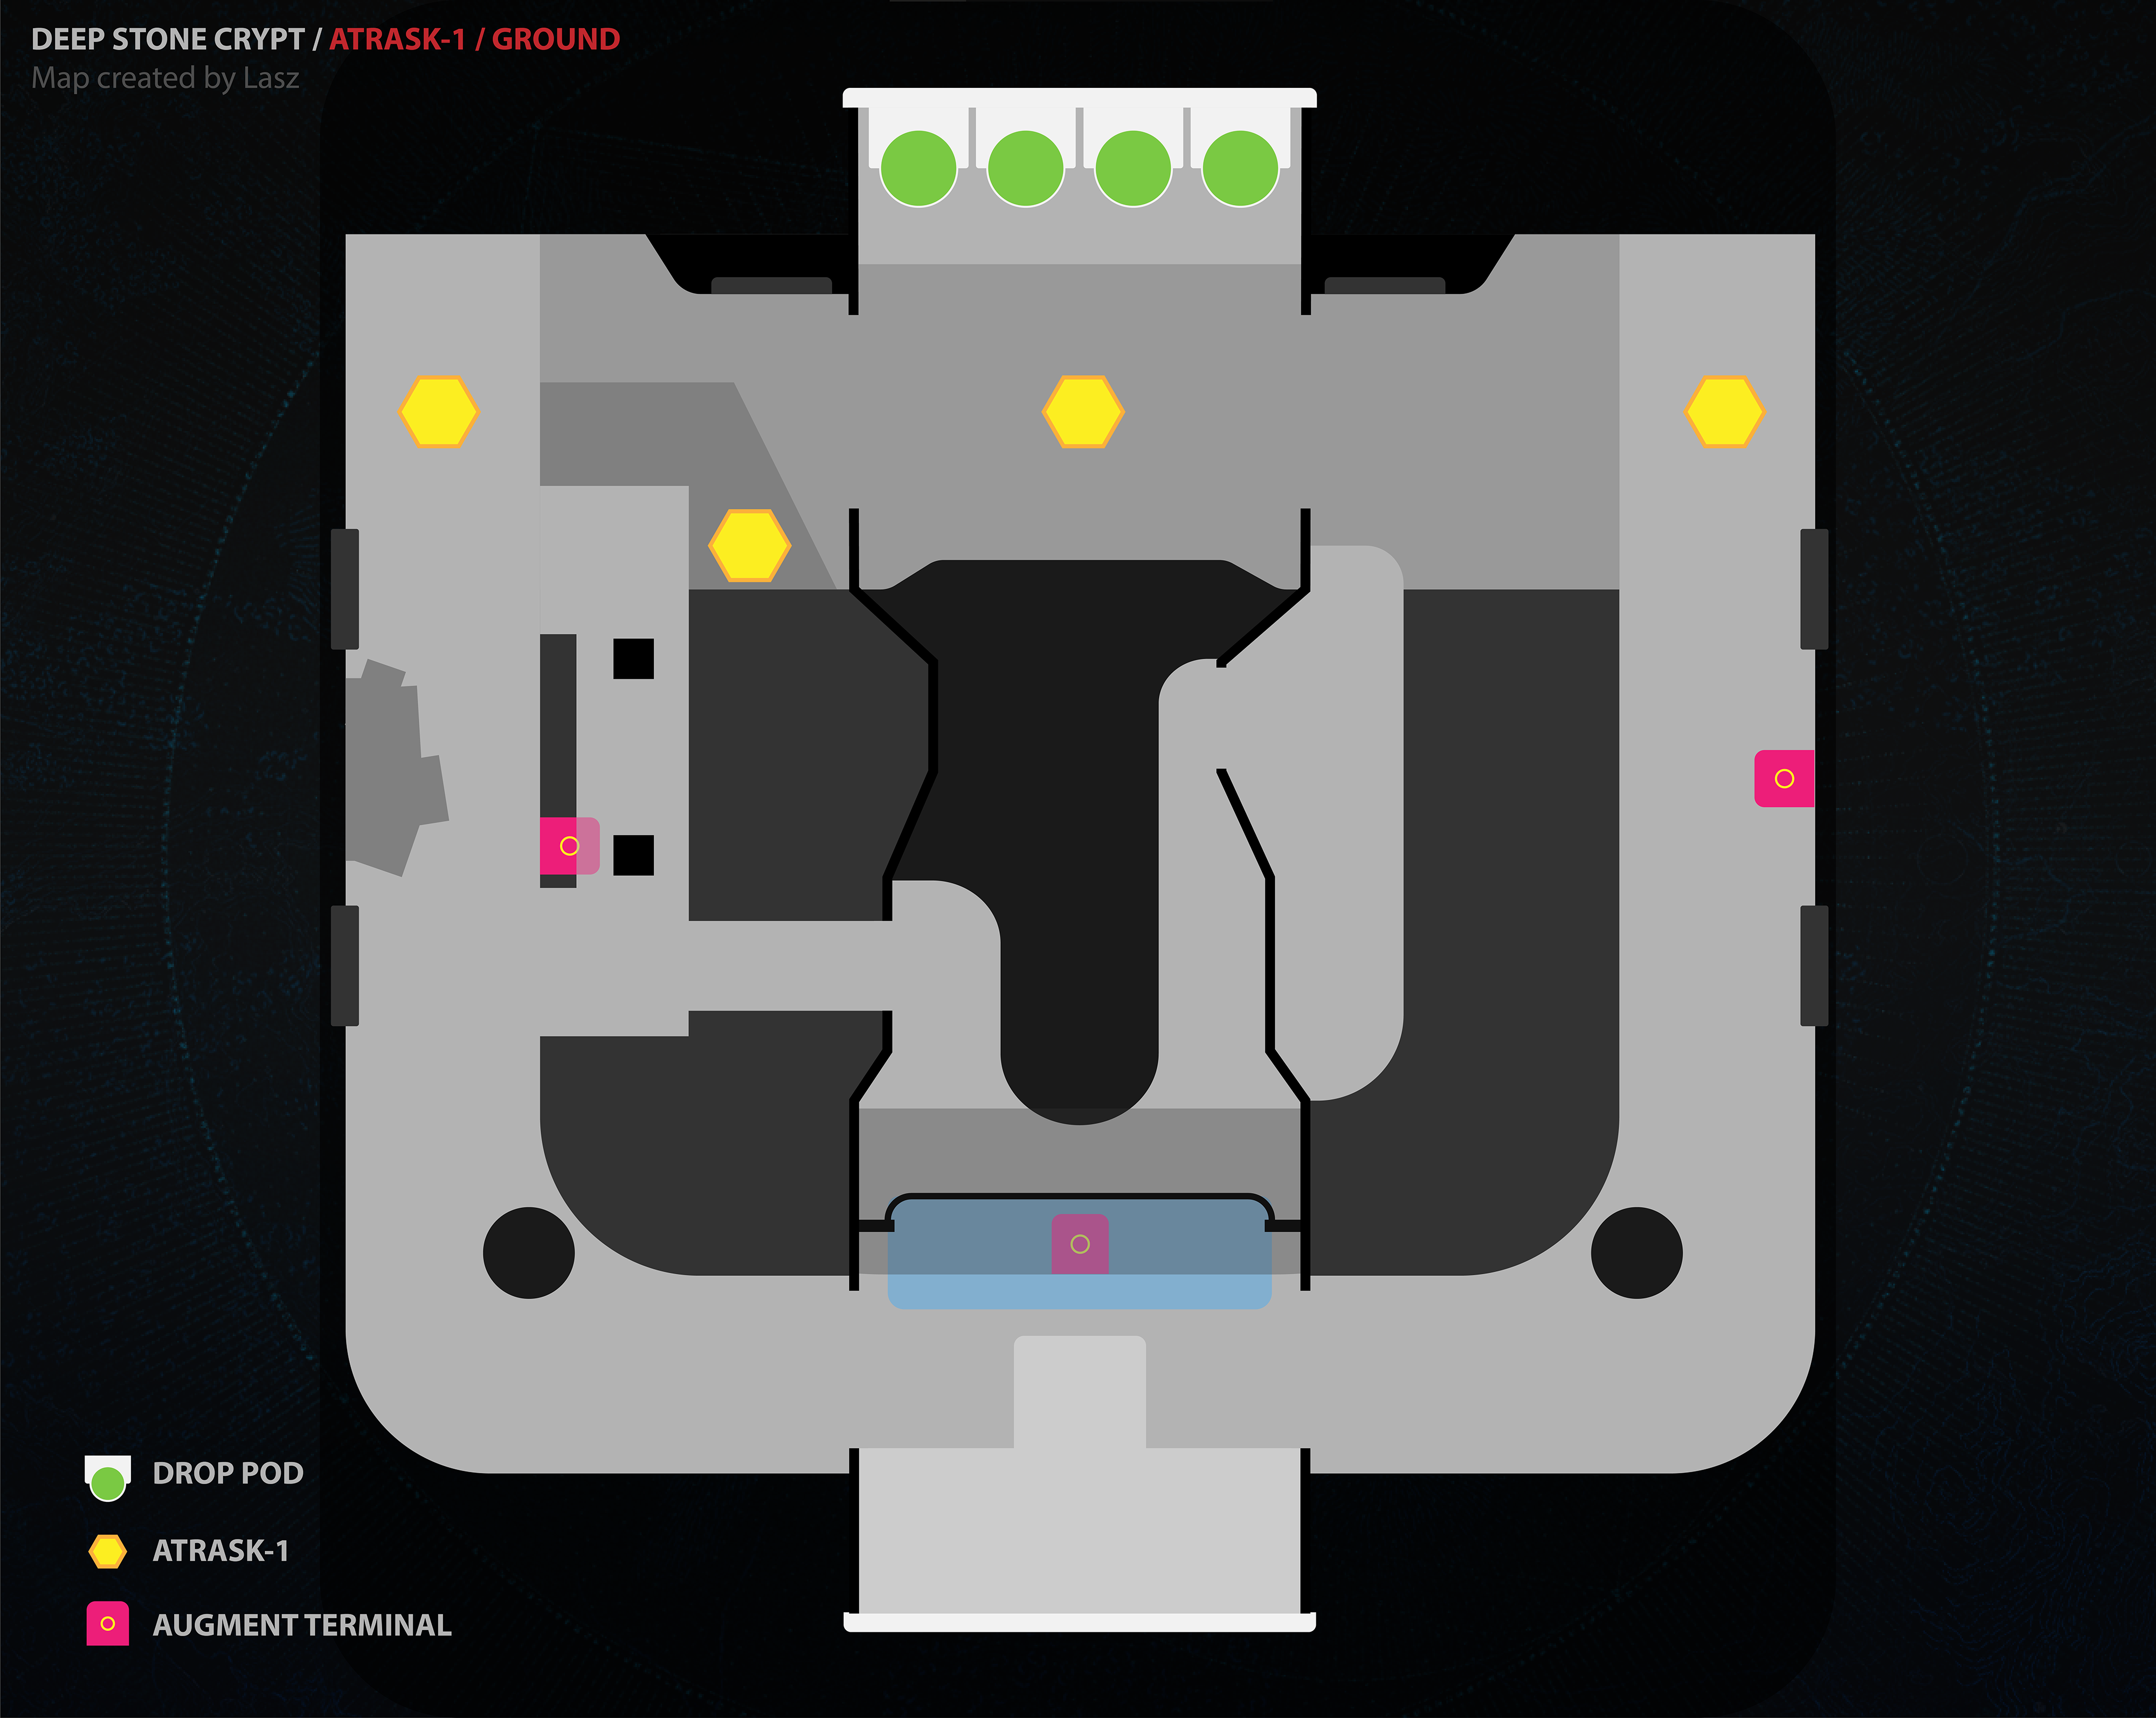 DEEP STONE CRYPT / ATRASK-1 / GROUND
Map created by Lasz
DROP POD
ATRASK-1
AUGMENT TERMINAL